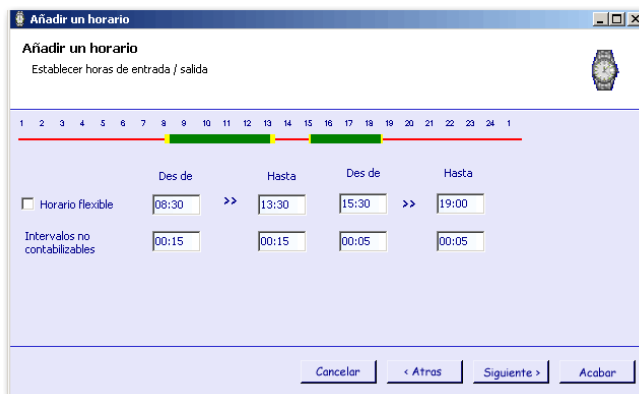 Añadir un horario
Añadir un horario
Establecer horas de entrada / salida
1 2 3 4 5 6 7 8 9 10 11 12 13 14 15 16 17 18 19 20 21 22 23 24 1
Des de Hasta Des de Hasta
Horario flexible 08:30 >> 13:30 15:30 >> 19:00
Intervalos no
contabilizables 00:15 00:15 00:05 00:05
Cancelar < Atras Siguiente > Acabar